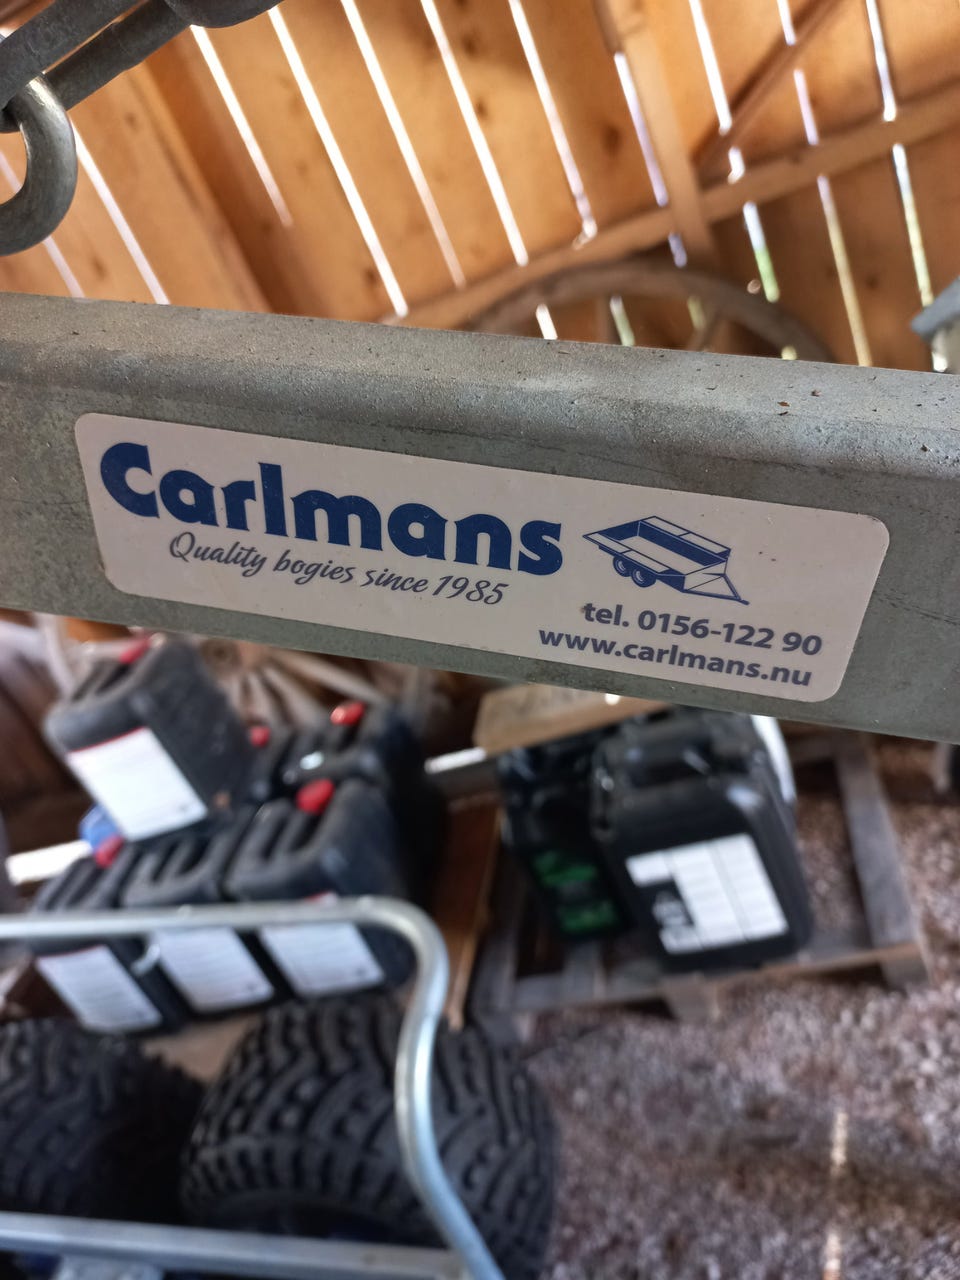 Carlmans
Quality bogies since 1985
tel. 0156-122 90
www.carlmans.nu